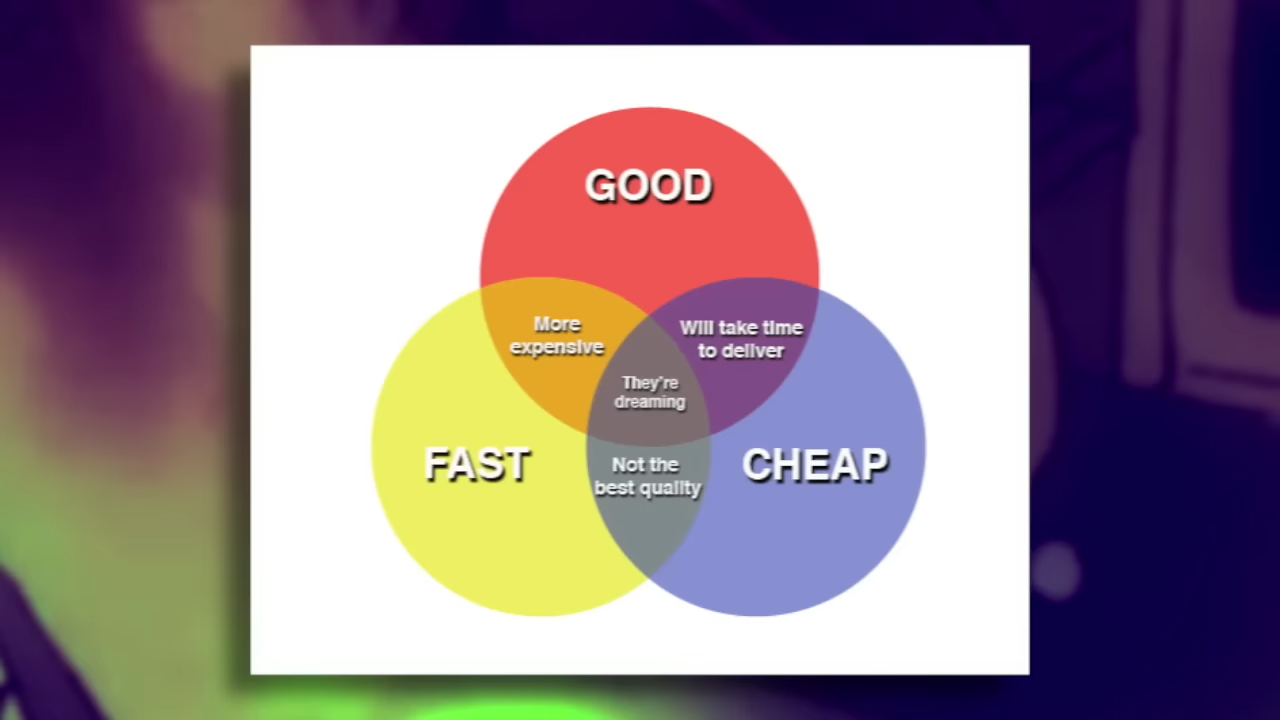 GOOD
More
expensive
Will take time
to deliver
They're
dreaming
FAST
CHEAP
Not the
best quality